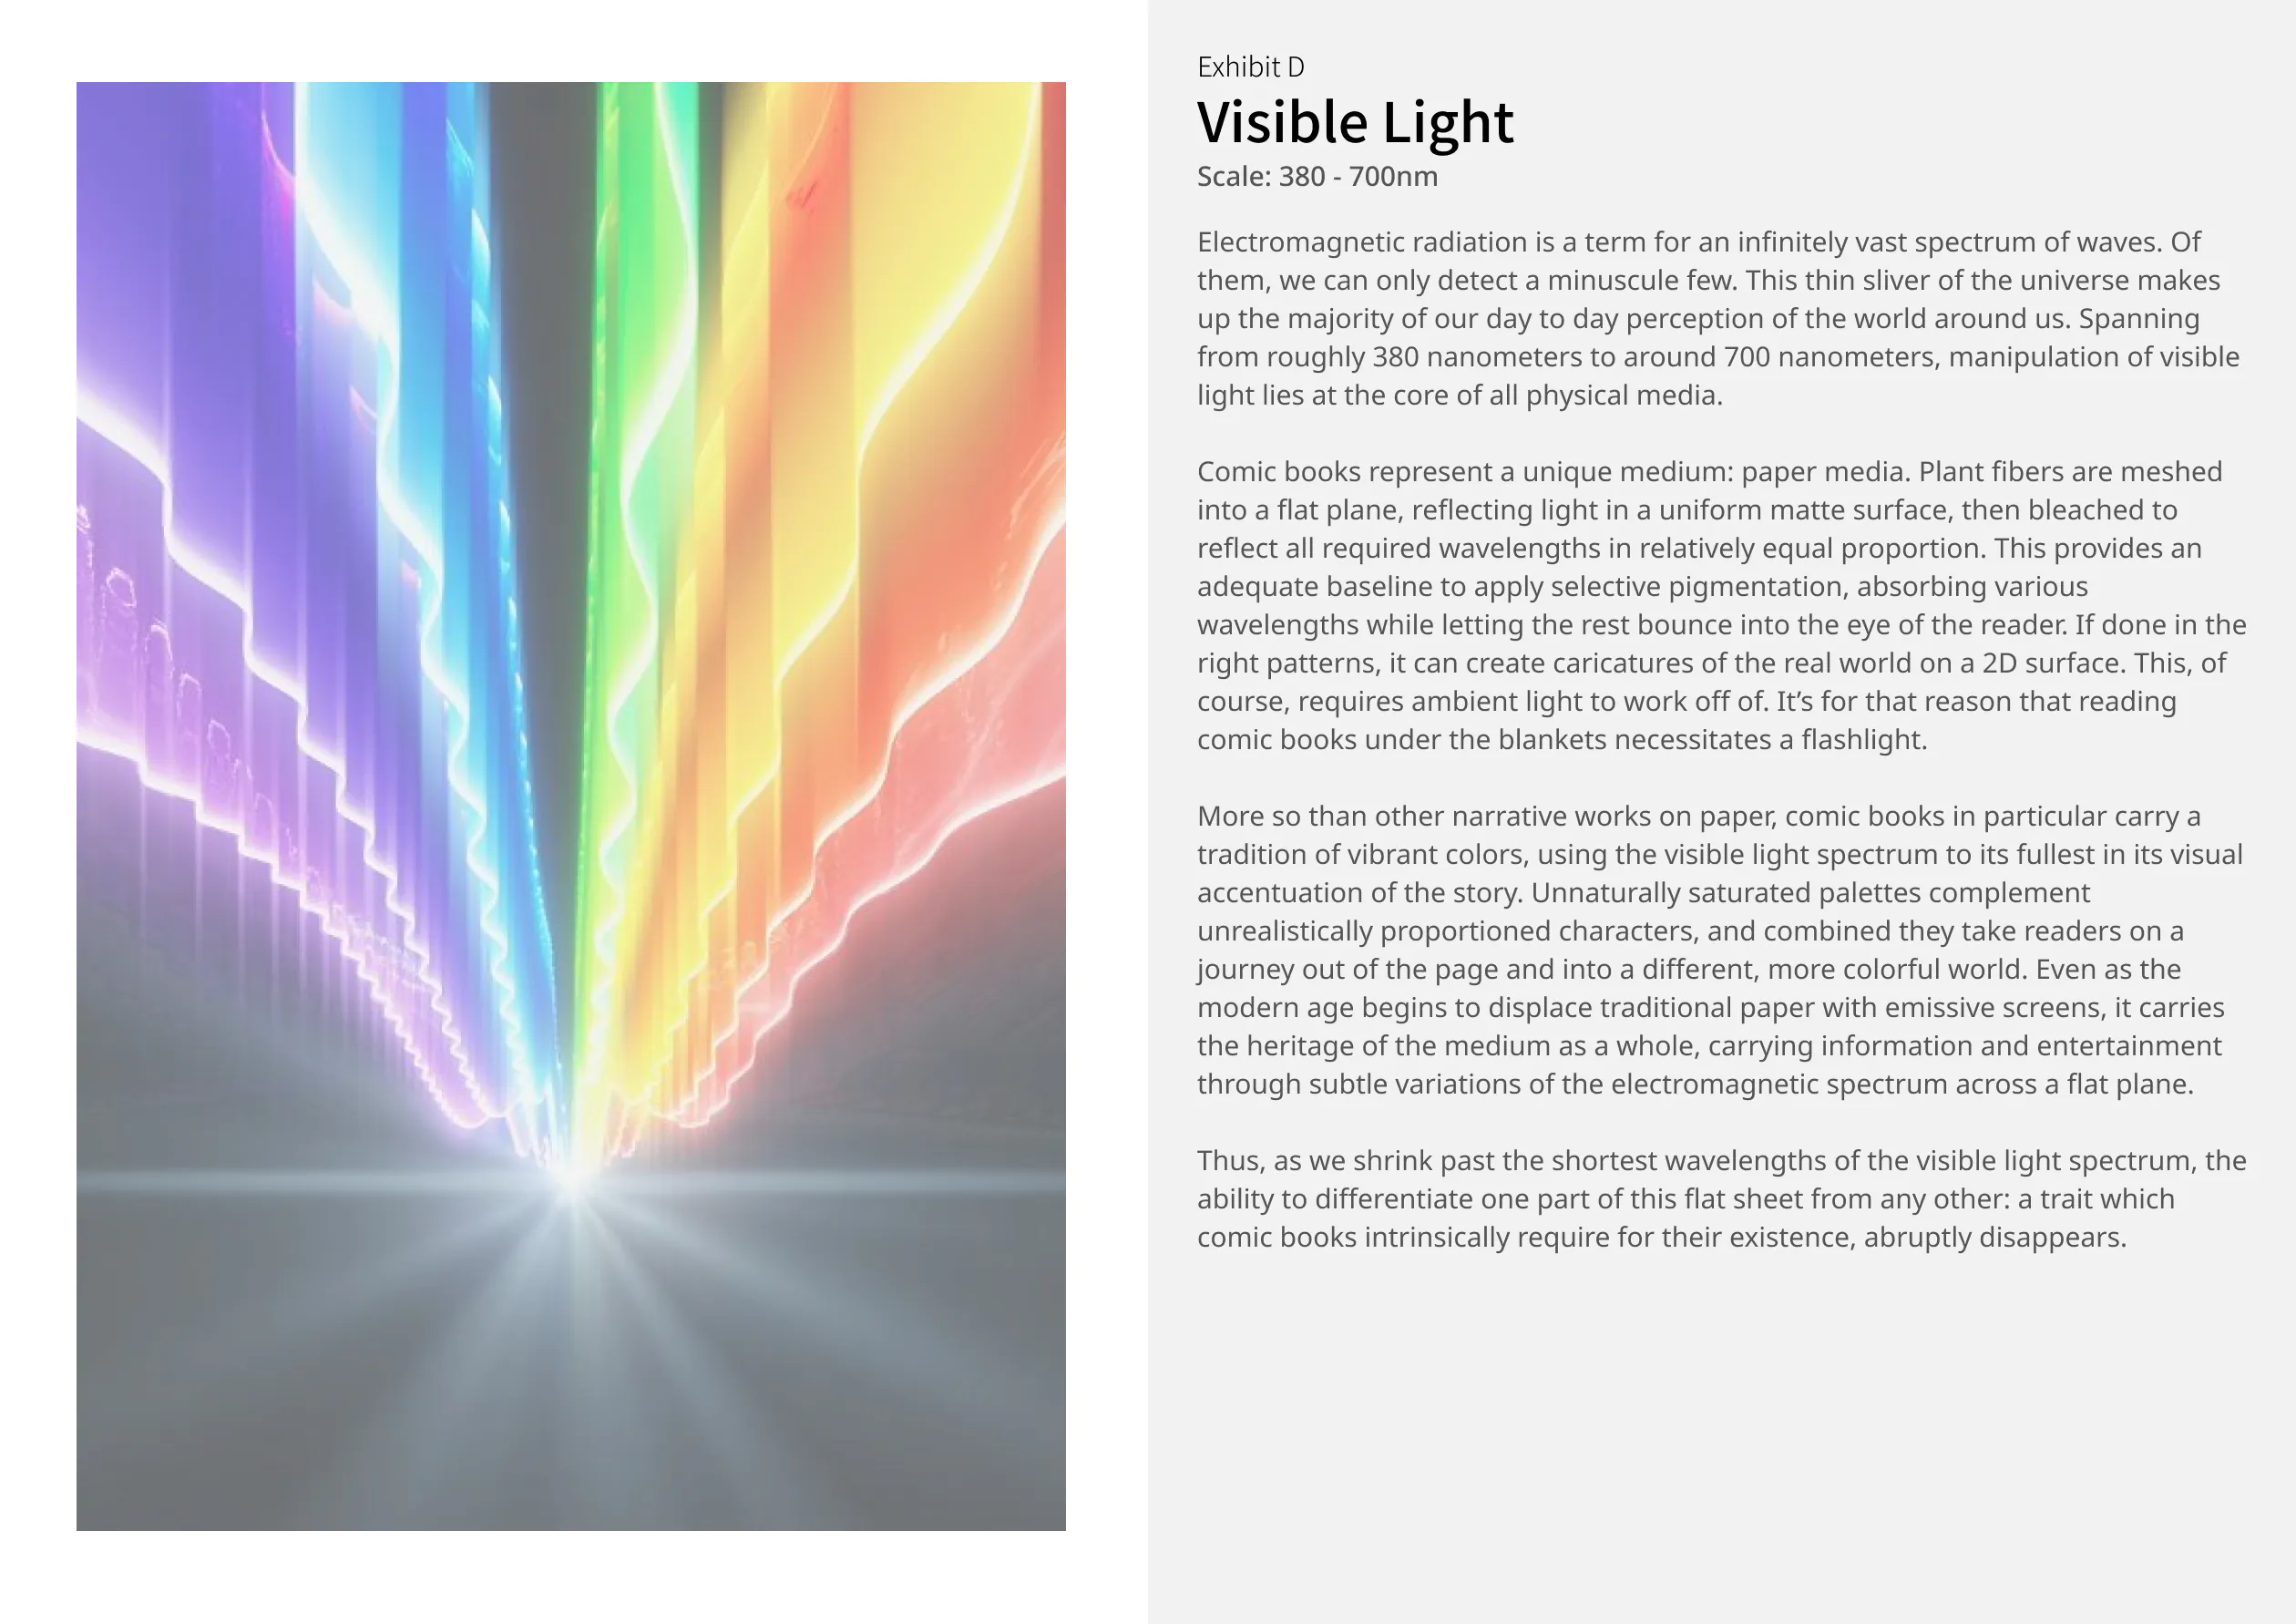 Exhibit D
Visible Light
Scale: 380 - 700nm
Electromagnetic radiation is a term for an infinitely vast spectrum of waves. Of
them, we can only detect a minuscule few. This thin sliver of the universe makes
up the majority of our day to day perception of the world around us. Spanning
from roughly 380 nanometers to around 700 nanometers, manipulation of visible
light lies at the core of all physical media.
Comic books represent a unique medium: paper media. Plant fibers are meshed
into a flat plane, reflecting light in a uniform matte surface, then bleached to
reflect all required wavelengths in relatively equal proportion. This provides an
adequate baseline to apply selective pigmentation, absorbing various
wavelengths while letting the rest bounce into the eye of the reader. If done in the
right patterns, it can create caricatures of the real world on a 2D surface. This, of
course, requires ambient light to work off of. It’s for that reason that reading
comic books under the blankets necessitates a flashlight.
More so than other narrative works on paper, comic books in particular carry a
tradition of vibrant colors, using the visible light spectrum to its fullest in its visual
accentuation of the story. Unnaturally saturated palettes complement
unrealistically proportioned characters, and combined they take readers on a
journey out of the page and into a different, more colorful world. Even as the
modern age begins to displace traditional paper with emissive screens, it carries
the heritage of the medium as a whole, carrying information and entertainment
through subtle variations of the electromagnetic spectrum across a flat plane.
Thus, as we shrink past the shortest wavelengths of the visible light spectrum, the
ability to differentiate one part of this flat sheet from any other: a trait which
comic books intrinsically require for their existence, abruptly disappears.